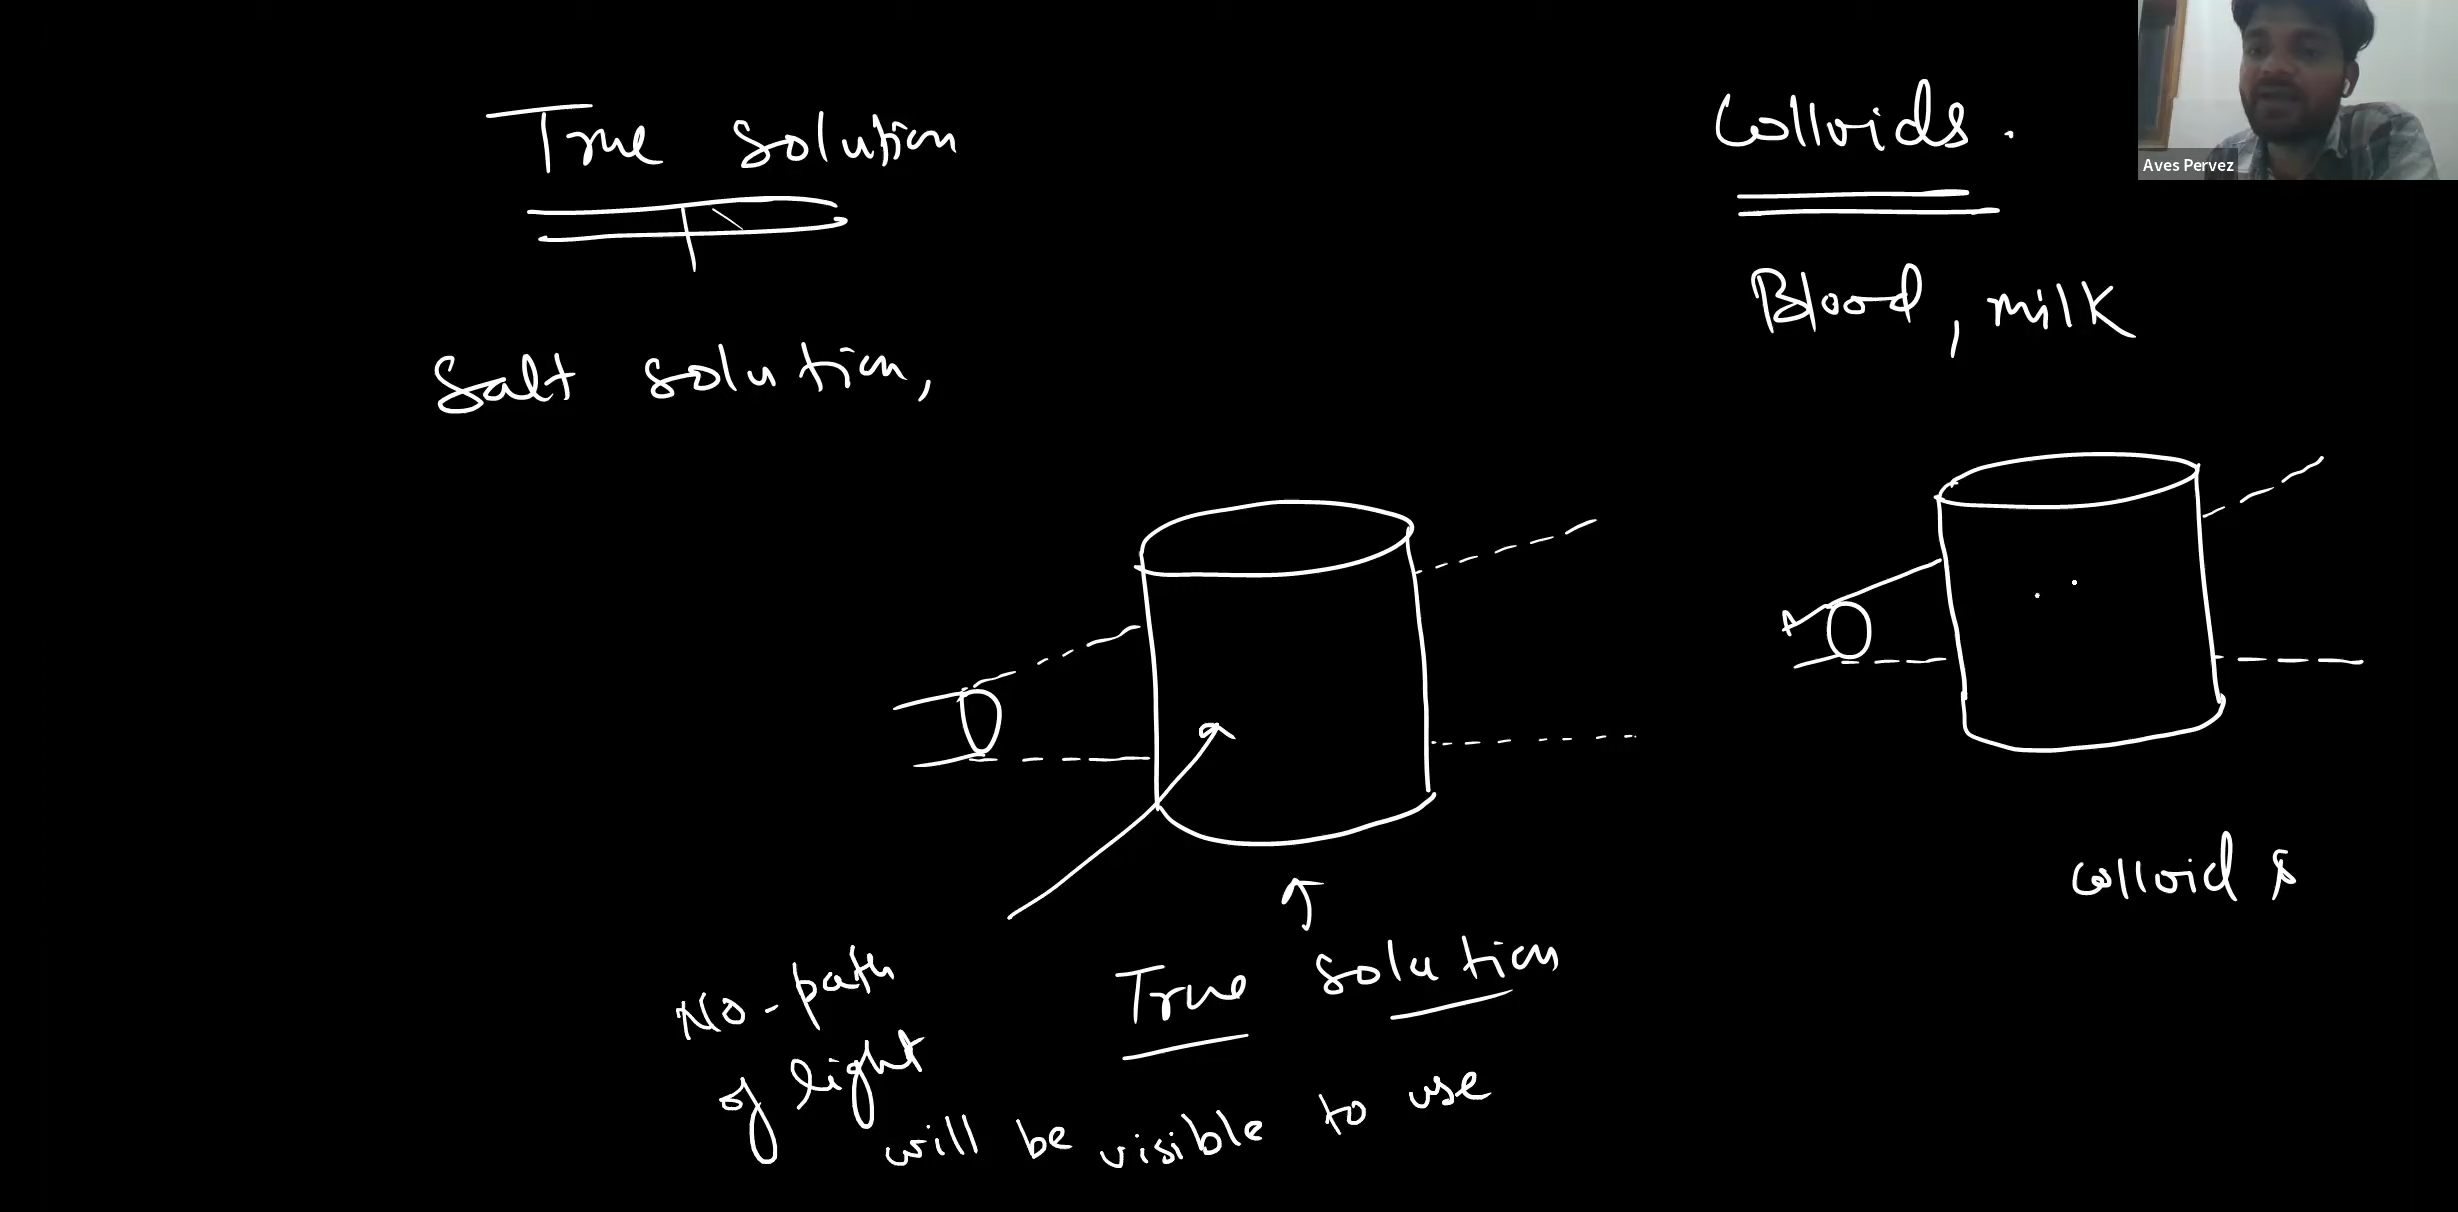 True solution
Colloids.
Aves Pervez
Blood, milk
Salt solution,
colloids
True solution
No-path
of light
will be visible to use